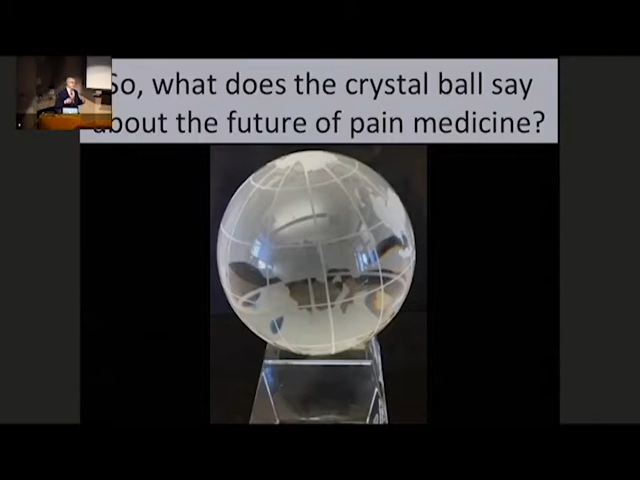 So, what does the crystal ball say
about the future of pain medicine?